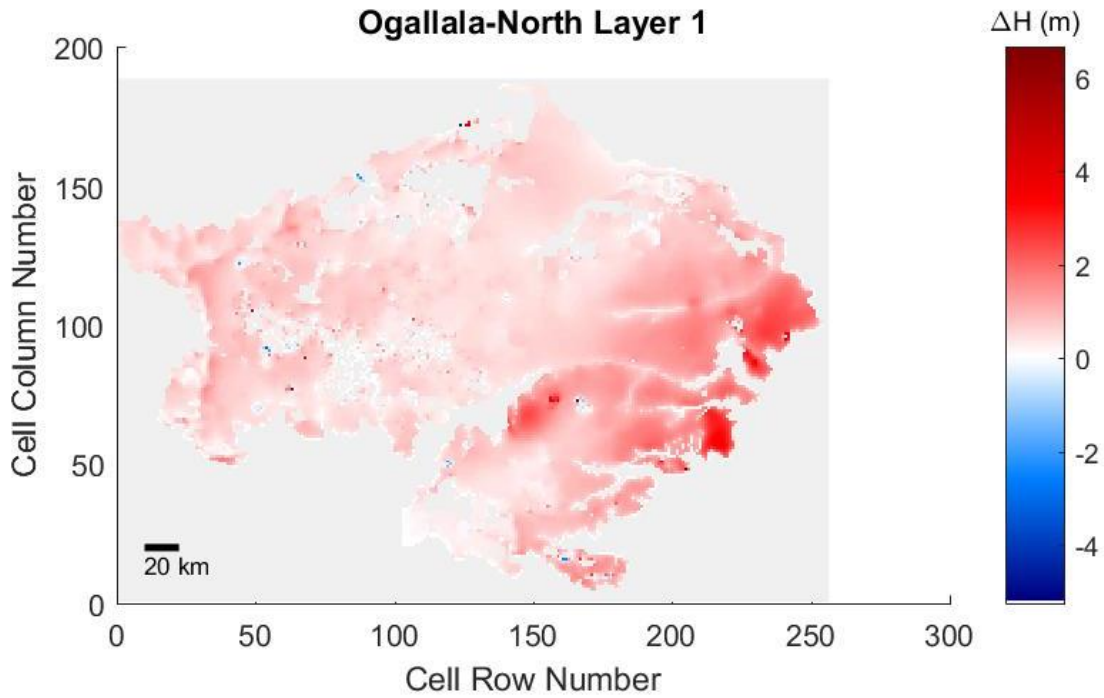 Ogallala-North Layer 1
ΔH (m)
200
150
100
50
0
Cell Column Number
0 50 100 150 200 250 300
Cell Row Number
20 km
6
4
2
0
-2
-4